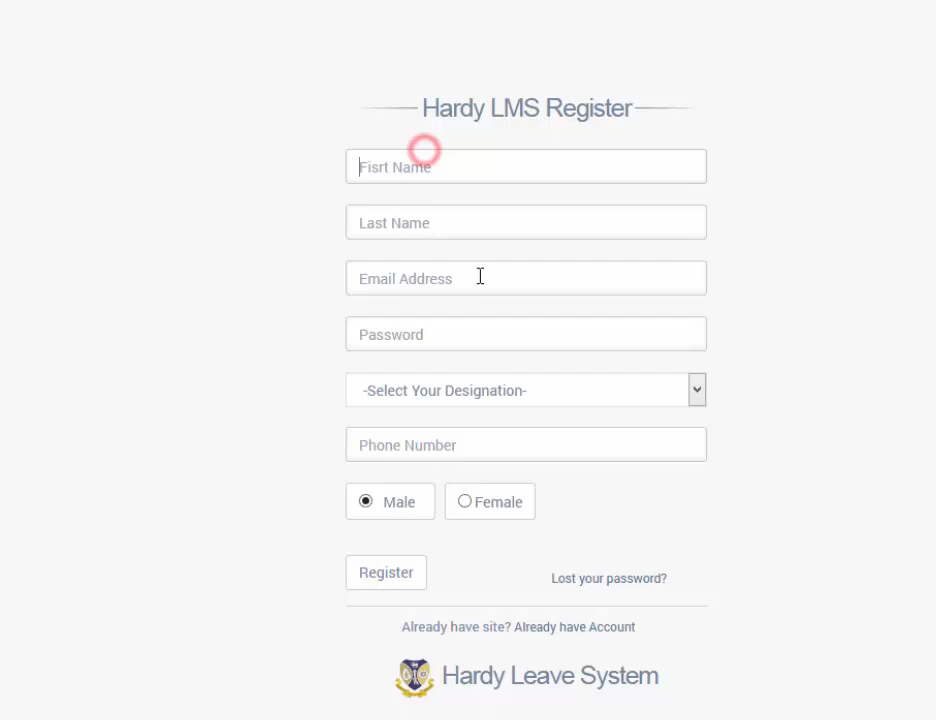 Hardy LMS Register
Fisrt Name
Last Name
Email Address
Password
-Select Your Designation-
Phone Number
Male Female
Register Lost your password?
Already have site? Already have Account
Hardy Leave System